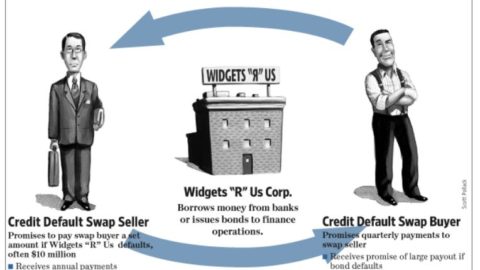 WIDGETS "Я" US
Widgets "R" Us Corp.
Borrows money from banks
or issues bonds to finance
operations.
Scott Pollack
Credit Default Swap Seller
Promises to pay swap buyer a set
amount if Widgets "R" Us defaults,
often $10 million
■ Receives annual payments
Credit Default Swap Buyer
Promises quarterly payments to
swap seller
■ Receives promise of large payout if
bond defaults